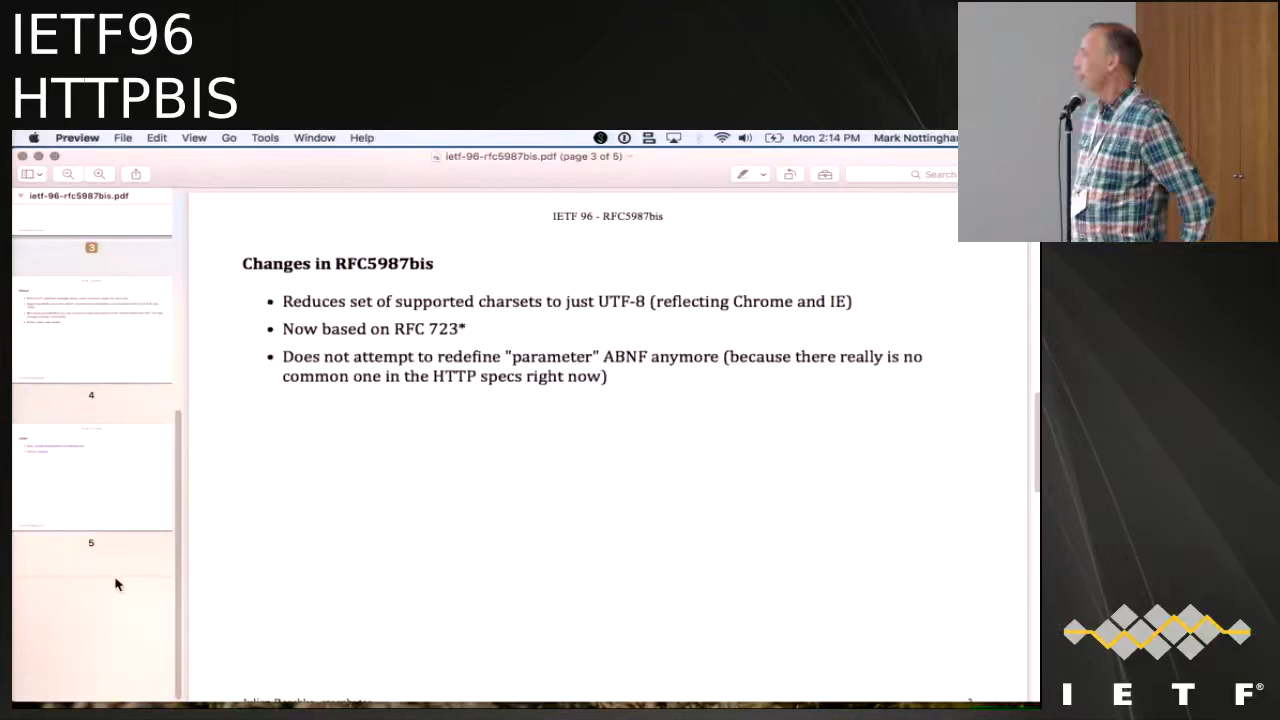 IETF96
HTTPBIS
Preview File Edit View Go Tools Window Help Mon 2:14 PM Mark Nottingha
ietf-96-rfc5987bis.pdf (page 3 of 5)
Search
ietf-96-rfc5987bis.pdf
3
4
5
IETF 96 - RFC5987bis
Changes in RFC5987bis
• Reduces set of supported charsets to just UTF-8 (reflecting Chrome and IE)
• Now based on RFC 723*
• Does not attempt to redefine "parameter" ABNF anymore (because there really is no
common one in the HTTP specs right now)
I E T F®